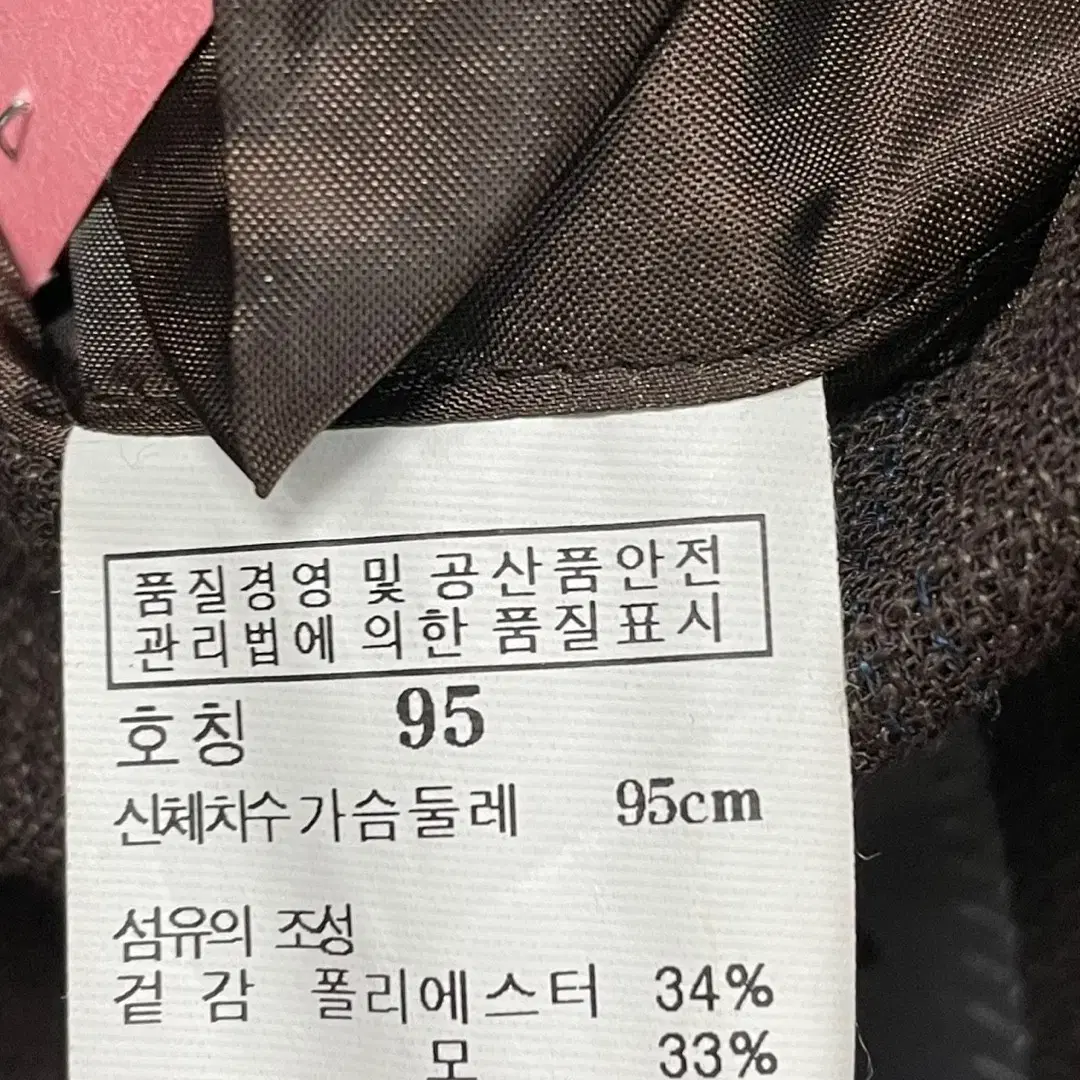 품질경영 및 공산품안전
관리법에 의한 품질표시
호칭 95
신체치수 가슴둘레 95cm
섬유의 조성
겉감 폴리에스터 34%
모 33%